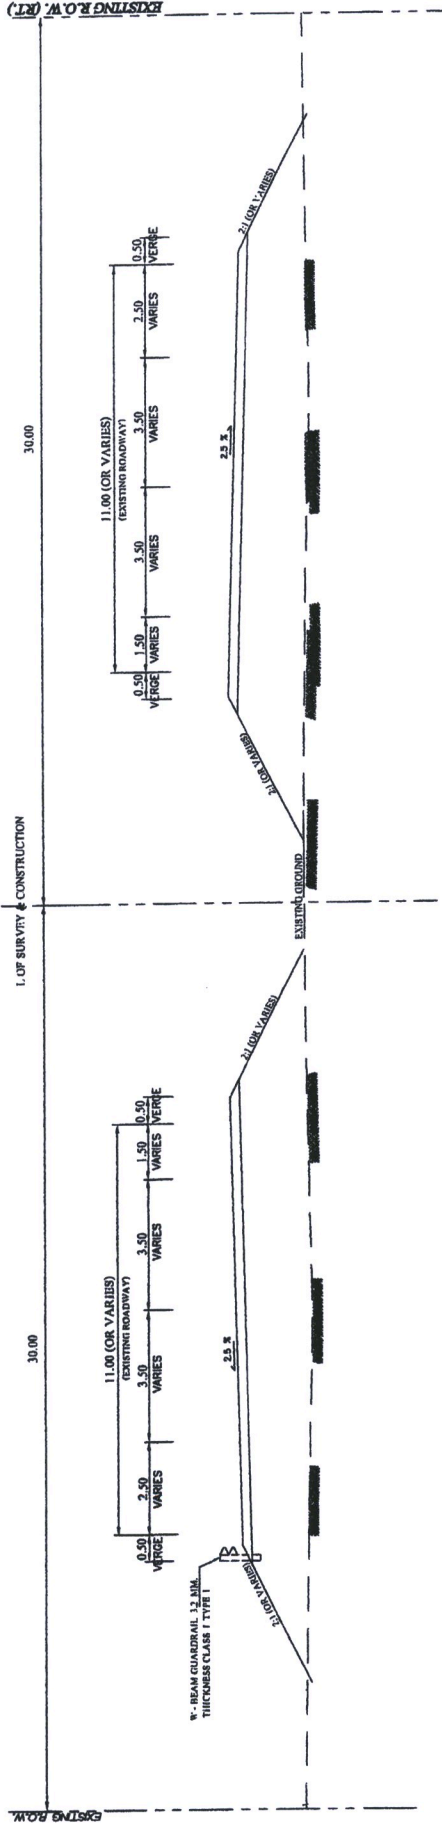 EXISTING R.O.W.
30.00
L OF SURVEY & CONSTRUCTION
30.00
EXISTING R.O.W. (RT.)
11.00 (OR VARIES)
(EXISTING ROADWAY)
0.50
VERGE
2.50
VARIES
3.50
VARIES
3.50
VARIES
1.50
VARIES
0.50
VERGE
11.00 (OR VARIES)
(EXISTING ROADWAY)
0.50
VERGE
1.50
VARIES
3.50
VARIES
3.50
VARIES
2.50
VARIES
0.50
VERGE
W - BEAM GUARDRAIL 3.2 MM.
THICKNESS CLASS 1 TYPE 1
2:1 (OR VARIES)
2.5 %
2:1 (OR VARIES)
EXISTING GROUND
2:1 (OR VARIES)
2.5 %
2:1 (OR VARIES)